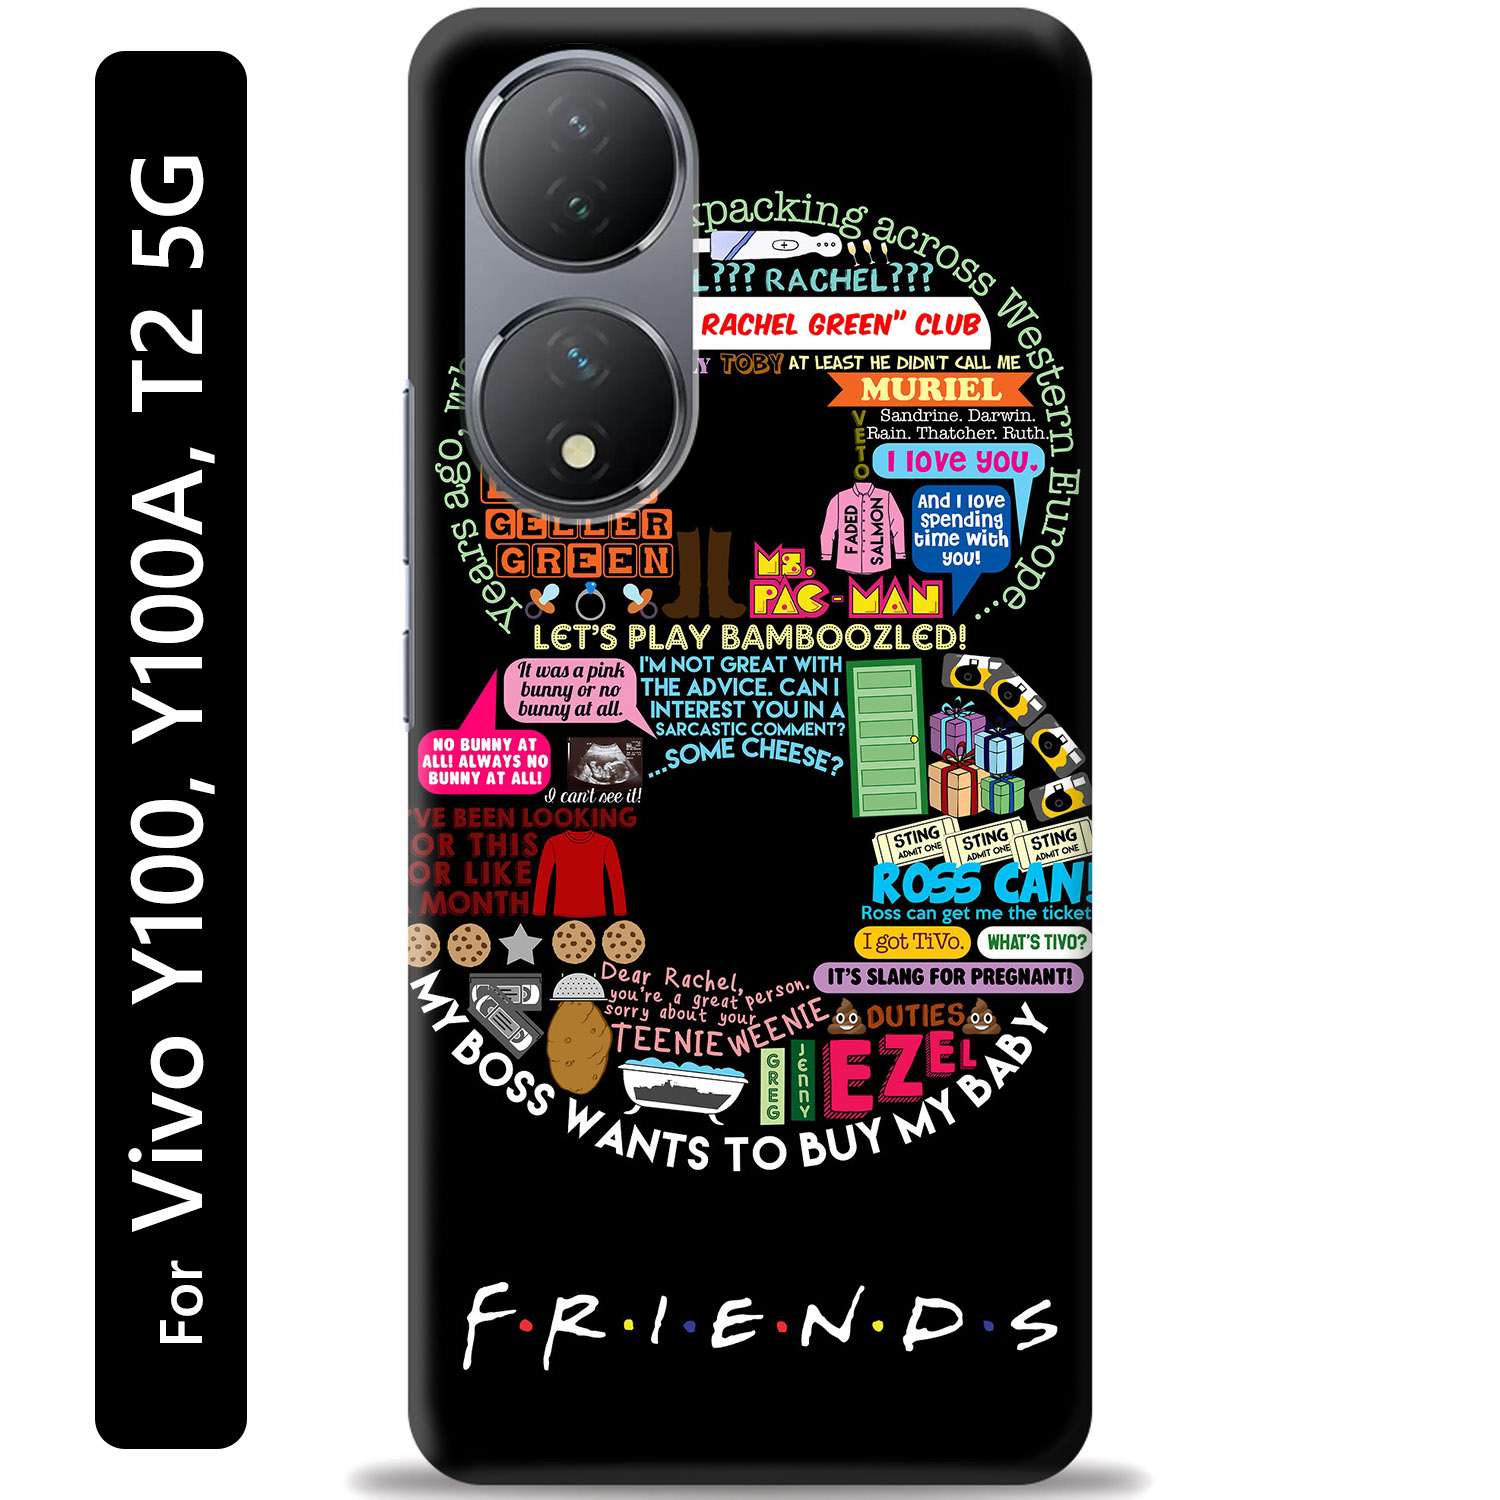 For Vivo Y100, Y100A, T2 5G
Years ago,
across Western Europe...
RACHEL???
RACHEL GREEN" CLUB
TOBY AT LEAST HE DIDN'T CALL ME
MURIEL
Sandrine. Darwin.
Rain. Thatcher. Ruth.
VETO
I love you.
And I love
spending
time with
you!
FADED
SALMON
GELLER
GREEN
MS.
PAC-MAN
LET'S PLAY BAMBOOZLED!
It was a pink
bunny or no
bunny at all.
I'M NOT GREAT WITH
THE ADVICE. CAN I
INTEREST YOU IN A
SARCASTIC COMMENT?
...SOME CHEESE?
NO BUNNY AT
ALL! ALWAYS NO
BUNNY AT ALL!
I can't see it!
'VE BEEN LOOKING
OR THIS
OR LIKE
MONTH
STING
ADMIT ONE
STING
ADMIT ONE
STING
ADMIT ONE
ROSS CAN!
Ross can get me the ticket
I got TiVo.
WHAT'S TIVO?
IT'S SLANG FOR PREGNANT!
Dear Rachel,
you're a great person.
sorry about your
TEENIE WEENIE
DUTIES
GREG
JENNY
EZEL
MY BOSS WANTS TO BUY MY BABY
F·R·I·E·N·D·S